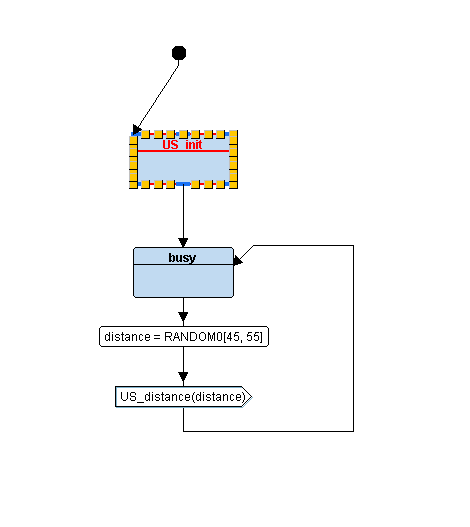 US_init
busy
distance = RANDOM0[45, 55]
US_distance(distance)